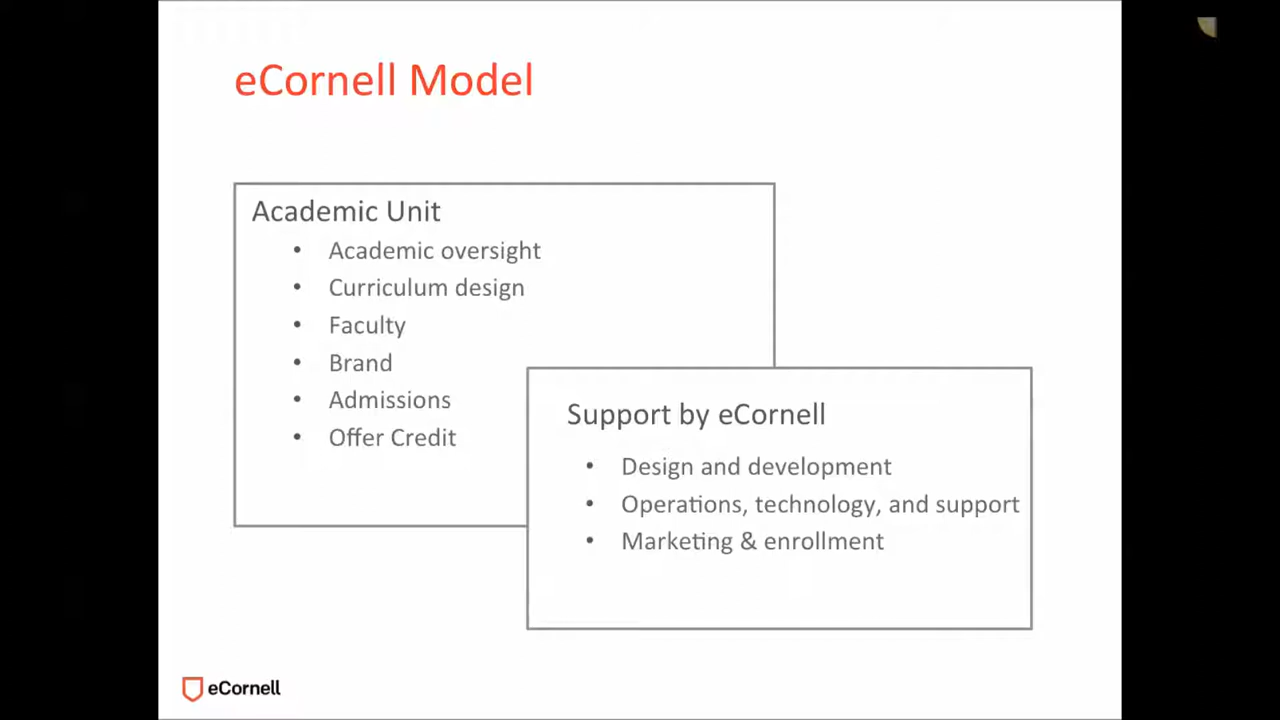 eCornell Model
Academic Unit
• Academic oversight
• Curriculum design
• Faculty
• Brand
• Admissions
• Offer Credit
Support by eCornell
• Design and development
• Operations, technology, and support
• Marketing & enrollment
eCornell